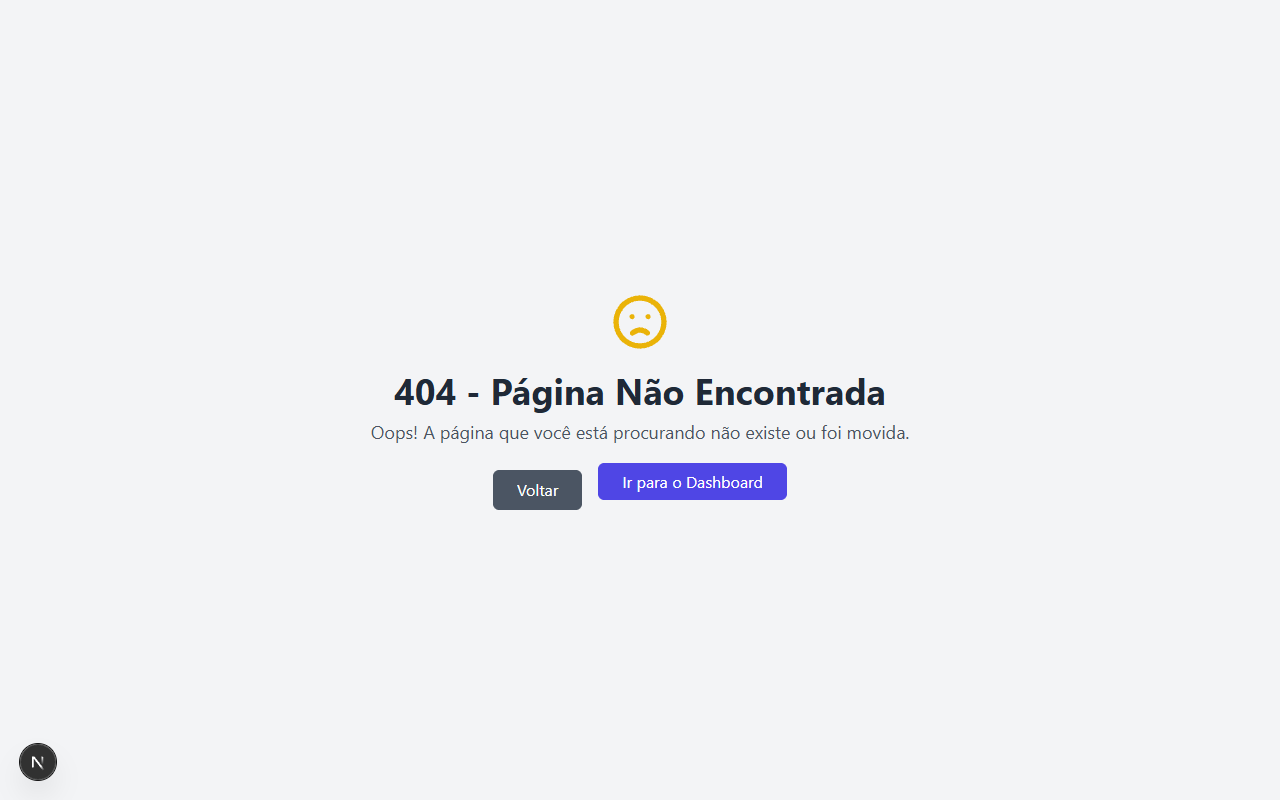 404 - Página Não Encontrada
Oops! A página que você está procurando não existe ou foi movida.
Voltar
Ir para o Dashboard
N